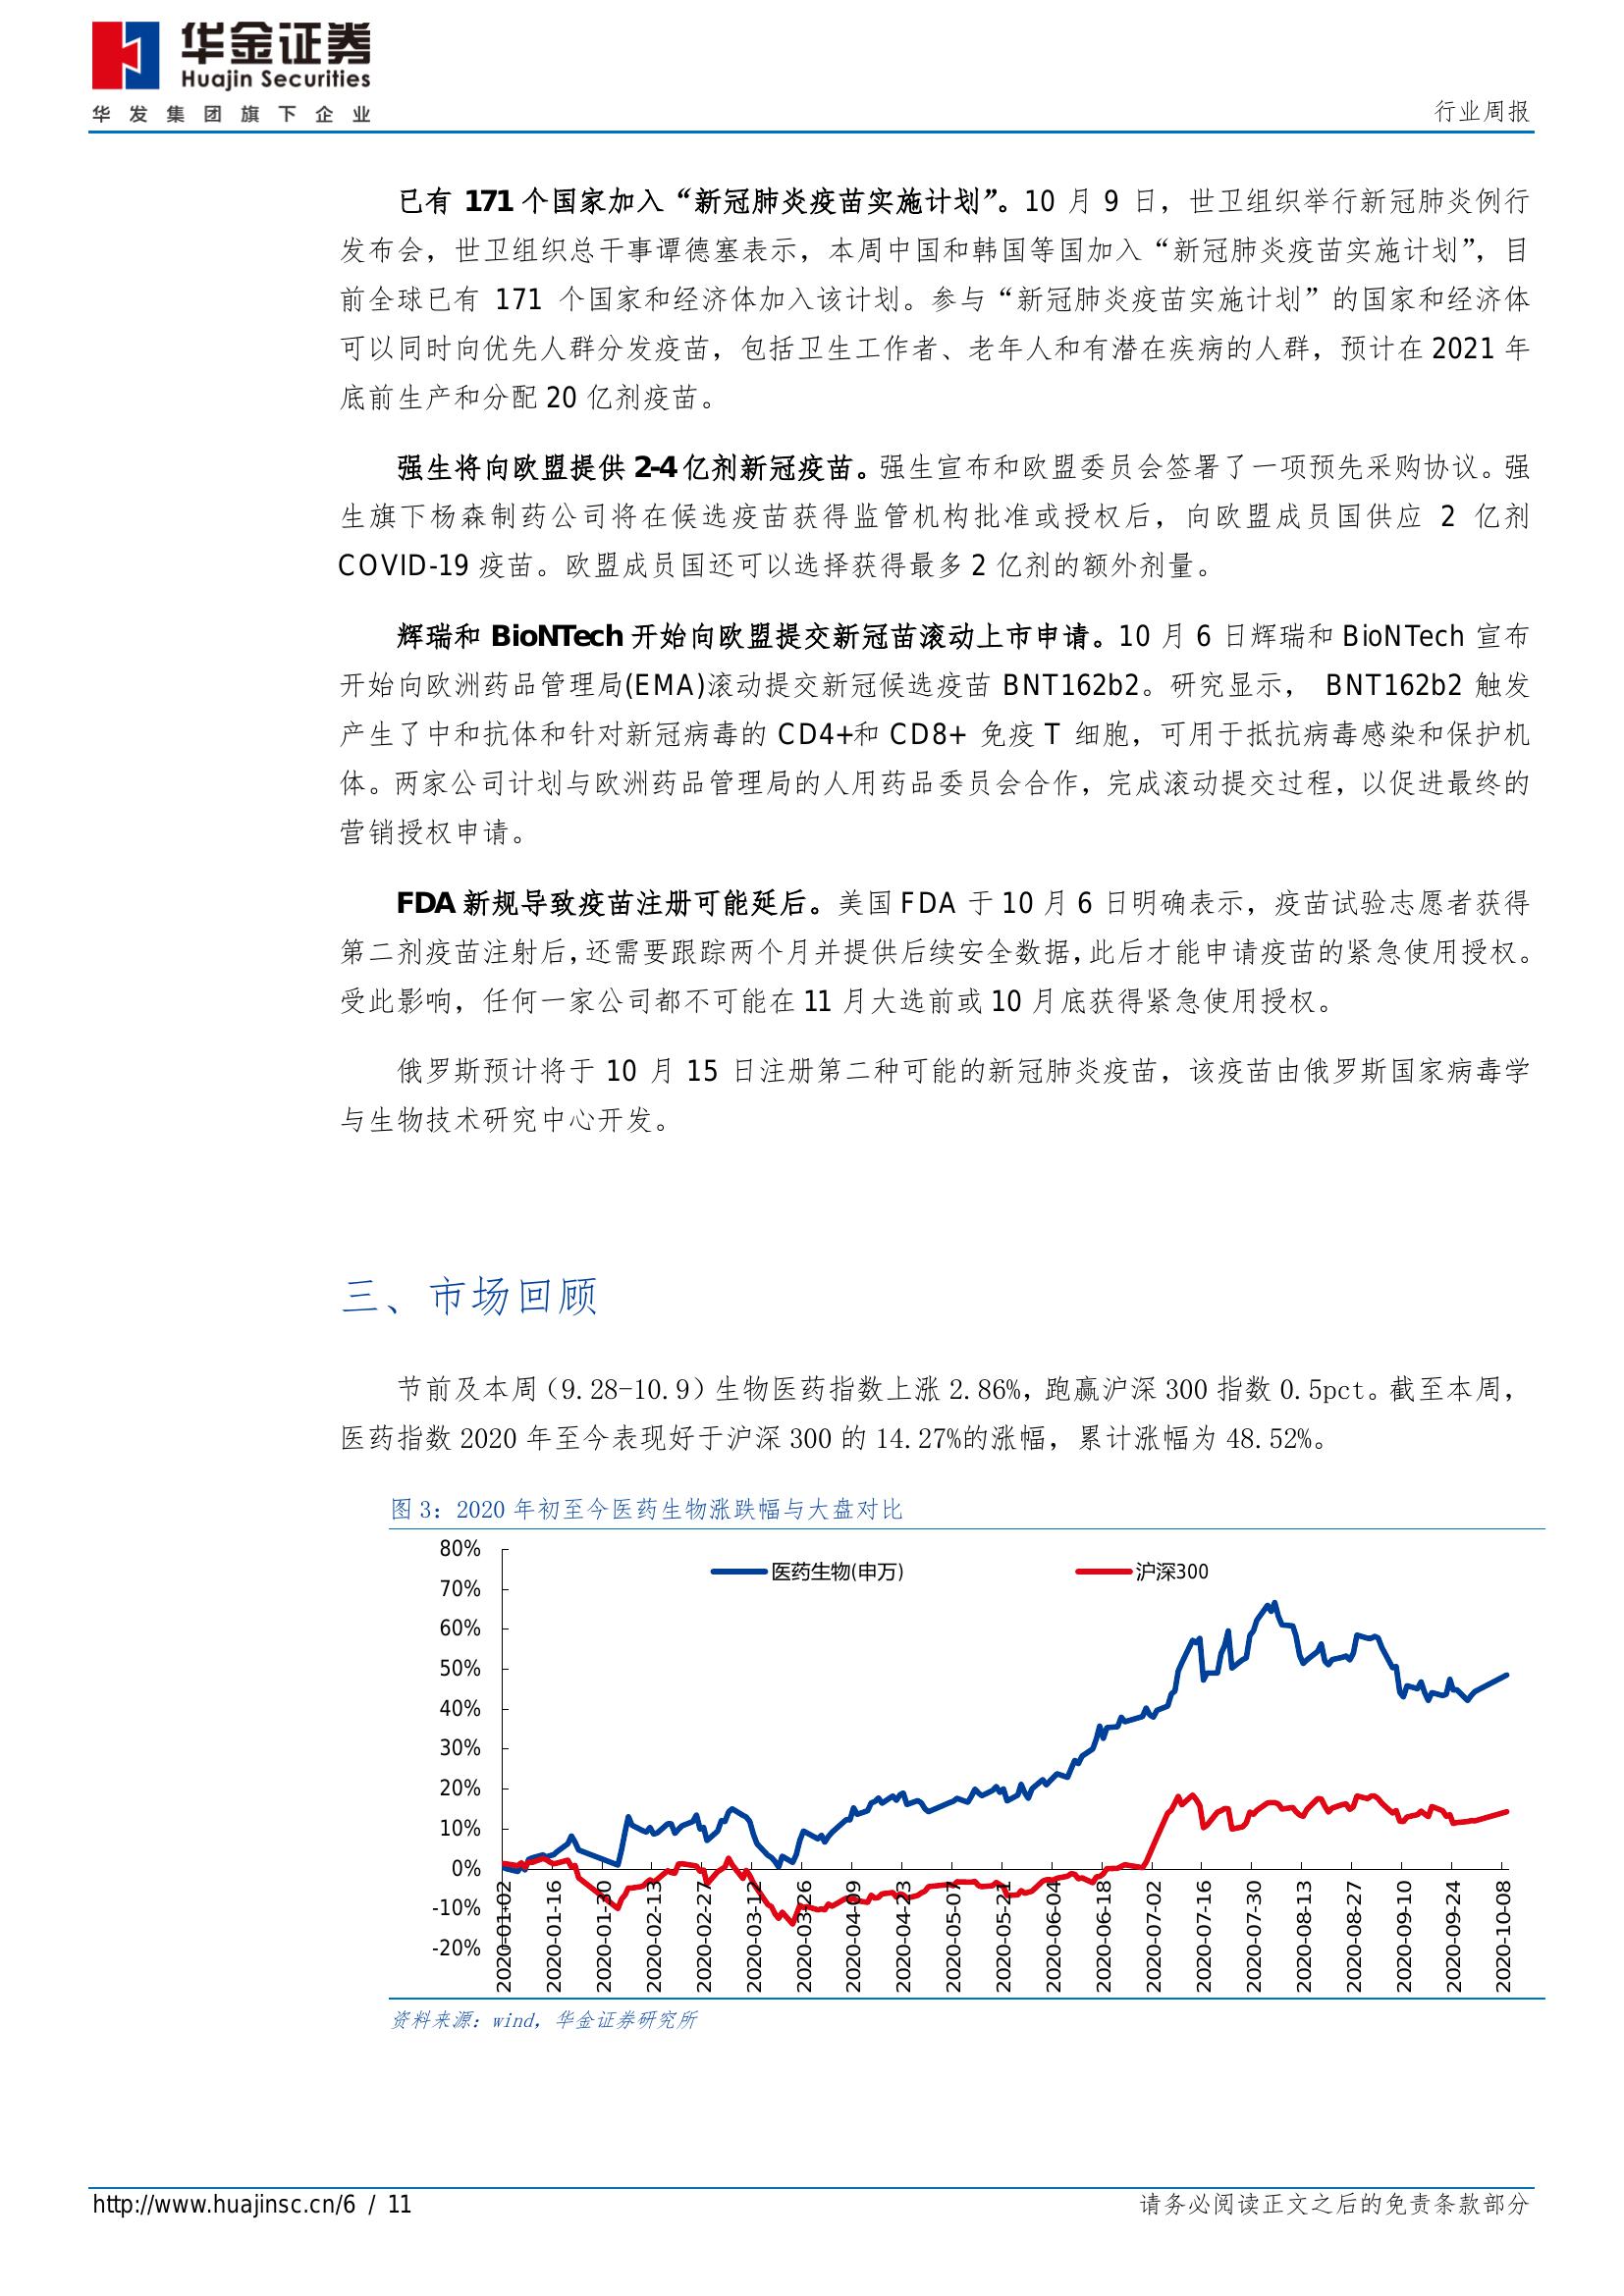 华金证券
Huajin Securities
华发集团旗下企业
行业周报
已有 171 个国家加入“新冠肺炎疫苗实施计划”。10 月 9 日，世卫组织举行新冠肺炎例行
发布会，世卫组织总干事谭德塞表示，本周中国和韩国等国加入“新冠肺炎疫苗实施计划”，目
前全球已有 171 个国家和经济体加入该计划。参与“新冠肺炎疫苗实施计划”的国家和经济体
可以同时向优先人群分发疫苗，包括卫生工作者、老年人和有潜在疾病的人群，预计在 2021 年
底前生产和分配 20 亿剂疫苗。
强生将向欧盟提供 2-4 亿剂新冠疫苗。强生宣布和欧盟委员会签署了一项预先采购协议。强
生旗下杨森制药公司将在候选疫苗获得监管机构批准或授权后，向欧盟成员国供应 2 亿剂
COVID-19 疫苗。欧盟成员国还可以选择获得最多 2 亿剂的额外剂量。
辉瑞和 BioNTech 开始向欧盟提交新冠苗滚动上市申请。10 月 6 日辉瑞和 BioNTech 宣布
开始向欧洲药品管理局(EMA)滚动提交新冠候选疫苗 BNT162b2。研究显示， BNT162b2 触发
产生了中和抗体和针对新冠病毒的 CD4+和 CD8+ 免疫 T 细胞，可用于抵抗病毒感染和保护机
体。两家公司计划与欧洲药品管理局的人用药品委员会合作，完成滚动提交过程，以促进最终的
营销授权申请。
FDA 新规导致疫苗注册可能延后。美国 FDA 于 10 月 6 日明确表示，疫苗试验志愿者获得
第二剂疫苗注射后，还需要跟踪两个月并提供后续安全数据，此后才能申请疫苗的紧急使用授权。
受此影响，任何一家公司都不可能在 11 月大选前或 10 月底获得紧急使用授权。
俄罗斯预计将于 10 月 15 日注册第二种可能的新冠肺炎疫苗，该疫苗由俄罗斯国家病毒学
与生物技术研究中心开发。
三、市场回顾
节前及本周（9.28-10.9）生物医药指数上涨 2.86%，跑赢沪深 300 指数 0.5pct。截至本周，
医药指数 2020 年至今表现好于沪深 300 的 14.27%的涨幅，累计涨幅为 48.52%。
图 3：2020 年初至今医药生物涨跌幅与大盘对比
医药生物(申万)
沪深300
80%
70%
60%
50%
40%
30%
20%
10%
0%
-10%
-20%
2020-01-02
2020-01-16
2020-01-30
2020-02-13
2020-02-27
2020-03-12
2020-03-26
2020-04-09
2020-04-23
2020-05-07
2020-05-21
2020-06-04
2020-06-18
2020-07-02
2020-07-16
2020-07-30
2020-08-13
2020-08-27
2020-09-10
2020-09-24
2020-10-08
资料来源：wind，华金证券研究所
http://www.huajinsc.cn/6 / 11
请务必阅读正文之后的免责条款部分